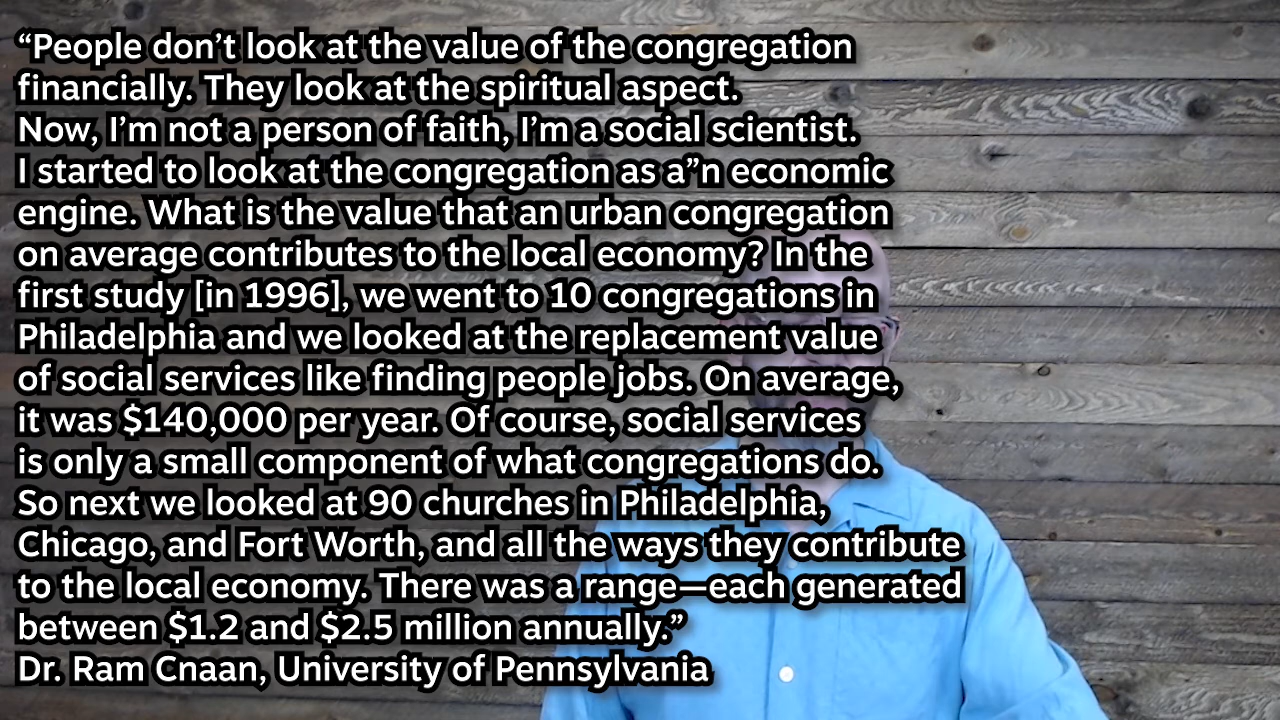 “People don’t look at the value of the congregation
financially. They look at the spiritual aspect.
Now, I’m not a person of faith, I’m a social scientist.
I started to look at the congregation as a”n economic
engine. What is the value that an urban congregation
on average contributes to the local economy? In the
first study [in 1996], we went to 10 congregations in
Philadelphia and we looked at the replacement value
of social services like finding people jobs. On average,
it was $140,000 per year. Of course, social services
is only a small component of what congregations do.
So next we looked at 90 churches in Philadelphia,
Chicago, and Fort Worth, and all the ways they contribute
to the local economy. There was a range—each generated
between $1.2 and $2.5 million annually.”
Dr. Ram Cnaan, University of Pennsylvania